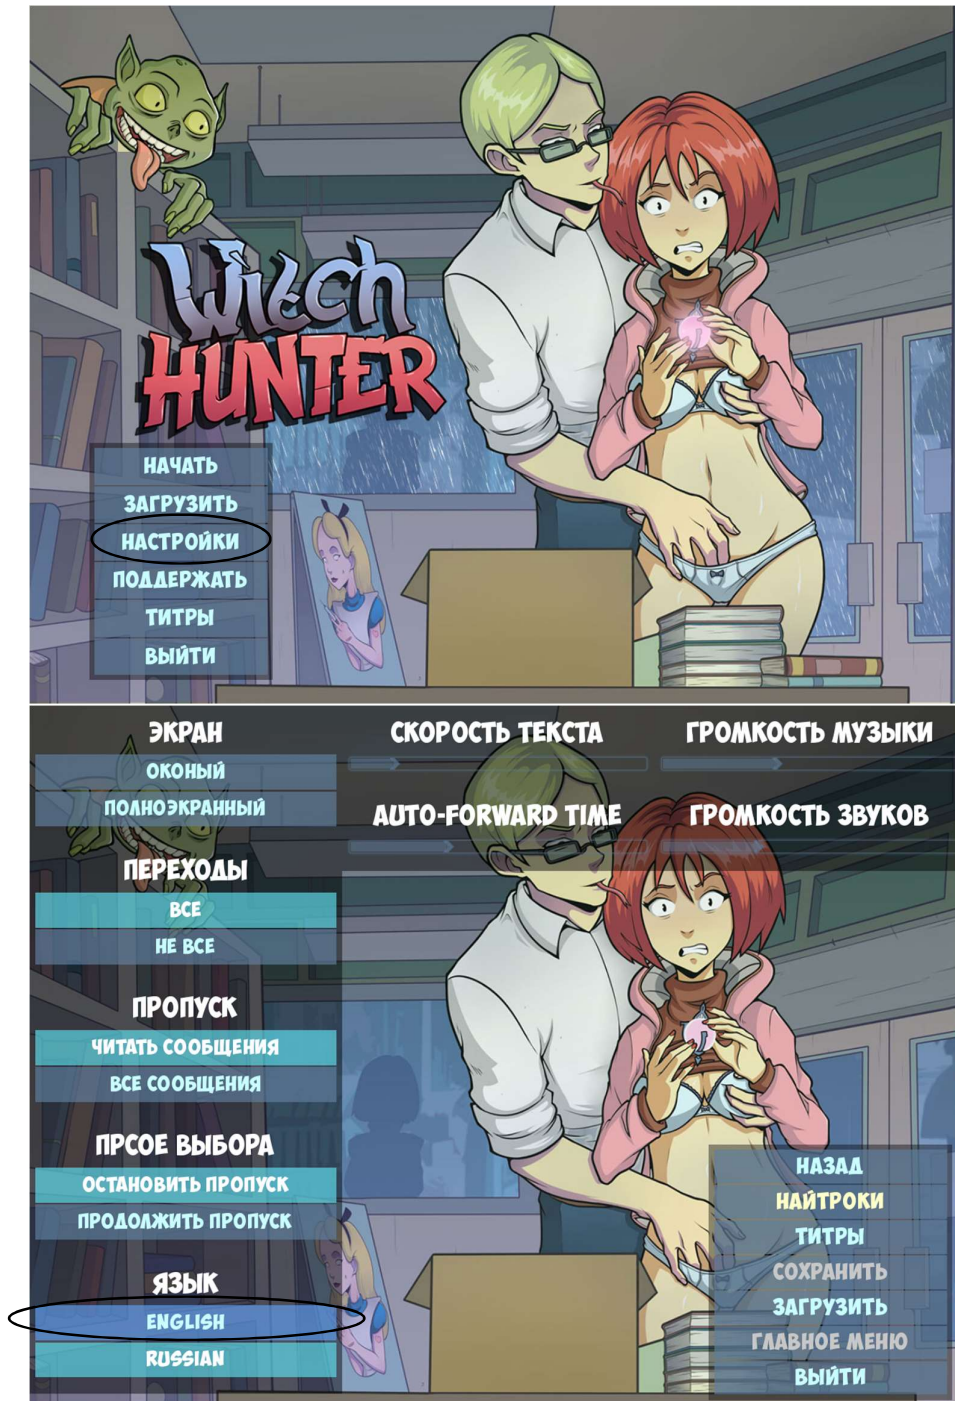 Witch
HUNTER
НАЧАТЬ
ЗАГРУЗИТЬ
НАСТРОЙКИ
ПОДДЕРЖАТЬ
ТИТРЫ
ВЫЙТИ
ЭКРАН
ОКОНЫЙ
ПОЛНОЭКРАННЫЙ
ПЕРЕХОДЫ
ВСЕ
НЕ ВСЕ
ПРОПУСК
ЧИТАТЬ СООБЩЕНИЯ
ВСЕ СООБЩЕНИЯ
ПРСОЕ ВЫБОРА
ОСТАНОВИТЬ ПРОПУСК
ПРОДОЛЖИТЬ ПРОПУСК
ЯЗЫК
ENGLISH
RUSSIAN
СКОРОСТЬ ТЕКСТА
AUTO-FORWARD TIME
ГРОМКОСТЬ МУЗЫКИ
ГРОМКОСТЬ ЗВУКОВ
НАЗАД
НАЙТРОКИ
ТИТРЫ
СОХРАНИТЬ
ЗАГРУЗИТЬ
ГЛАВНОЕ МЕНЮ
ВЫЙТИ